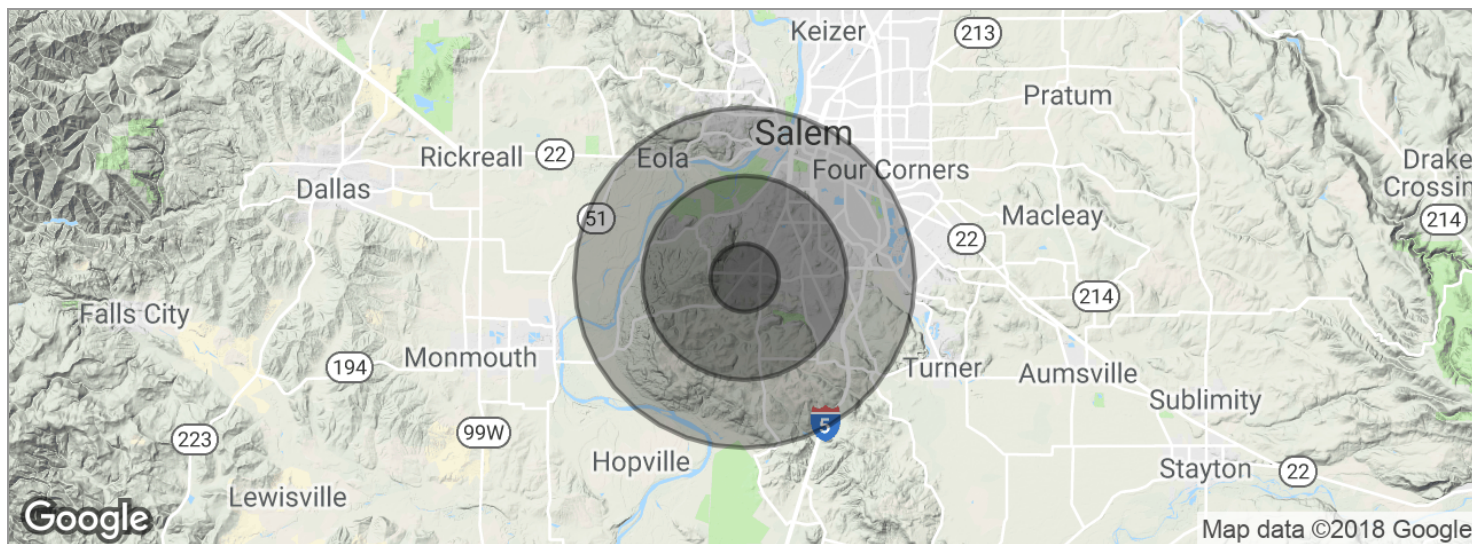 Keizer
213
Pratum
Salem
Rickreall
22
Eola
Four Corners
Drake
Crossin
Dallas
51
Macleay
214
22
214
Falls City
Monmouth
194
Turner
Aumsville
Sublimity
99W
5
223
Hopville
Stayton
22
Lewisville
Google
Map data ©2018 Google